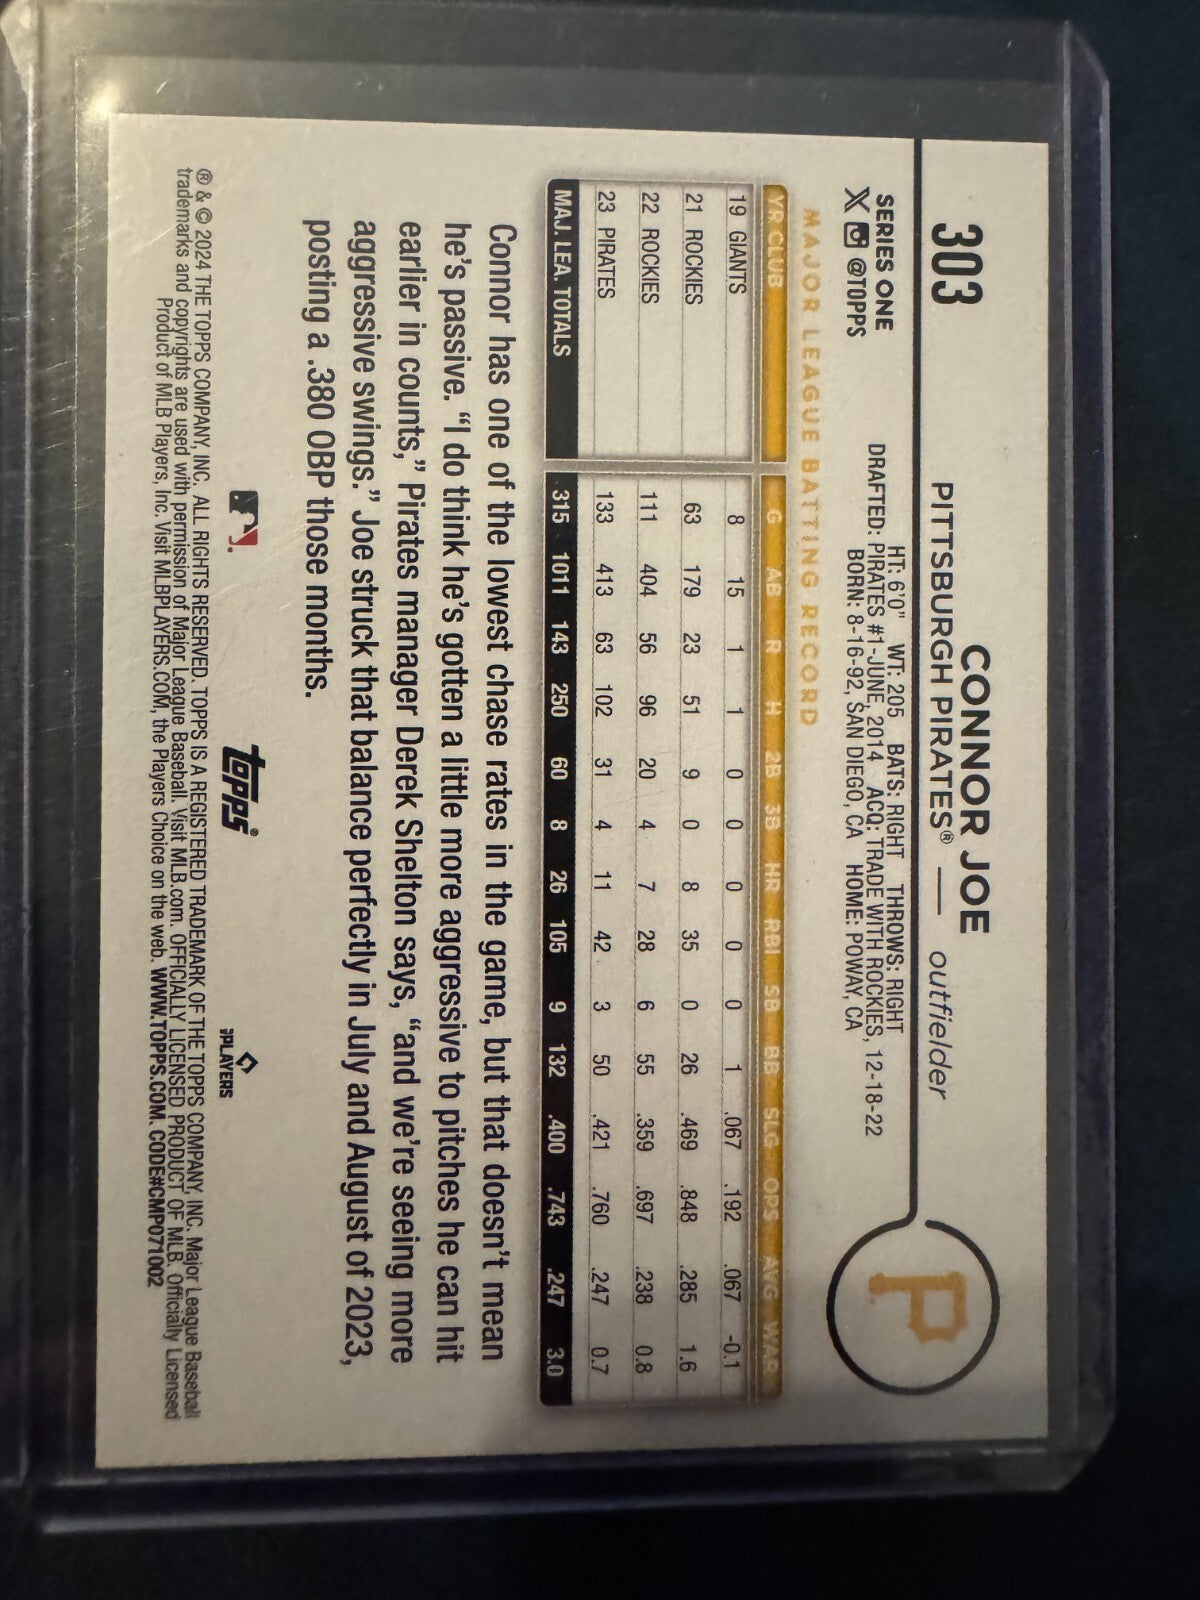 303
CONNOR JOE
PITTSBURGH PIRATES® — outfielder
P
SERIES ONE
@TOPPS
HT: 6'0" WT: 205 BATS: RIGHT THROWS: RIGHT
DRAFTED: PIRATES #1-JUNE, 2014 ACQ: TRADE WITH ROCKIES, 12-18-22
BORN: 8-16-92, SAN DIEGO, CA HOME: POWAY, CA
MAJOR LEAGUE BATTING RECORD
YR CLUB G AB R H 2B 3B HR RBI SB BB SLG OPS AVG WAR
19 GIANTS 8 15 1 1 0 0 0 0 0 1 .067 .192 .067 -0.1
21 ROCKIES 63 179 23 51 9 0 8 35 0 26 .469 .848 .285 1.6
22 ROCKIES 111 404 56 96 20 4 7 28 6 55 .359 .697 .238 0.8
23 PIRATES 133 413 63 102 31 4 11 42 3 50 .421 .760 .247 0.7
MAJ. LEA. TOTALS 315 1011 143 250 60 8 26 105 9 132 .400 .743 .247 3.0
Connor has one of the lowest chase rates in the game, but that doesn't mean
he's passive. "I do think he's gotten a little more aggressive to pitches he can hit
earlier in counts," Pirates manager Derek Shelton says, "and we're seeing more
aggressive swings." Joe struck that balance perfectly in July and August of 2023,
posting a .380 OBP those months.
topps®
PLAYERS
® & © 2024 THE TOPPS COMPANY, INC. ALL RIGHTS RESERVED. TOPPS IS A REGISTERED TRADEMARK OF THE TOPPS COMPANY, INC. Major League Baseball
trademarks and copyrights are used with permission of Major League Baseball. Visit MLB.com. OFFICIALLY LICENSED PRODUCT OF MLB. Officially Licensed
Product of MLB Players, Inc. Visit MLBPLAYERS.COM, the Players Choice on the web. WWW.TOPPS.COM. CODE#CMP071002